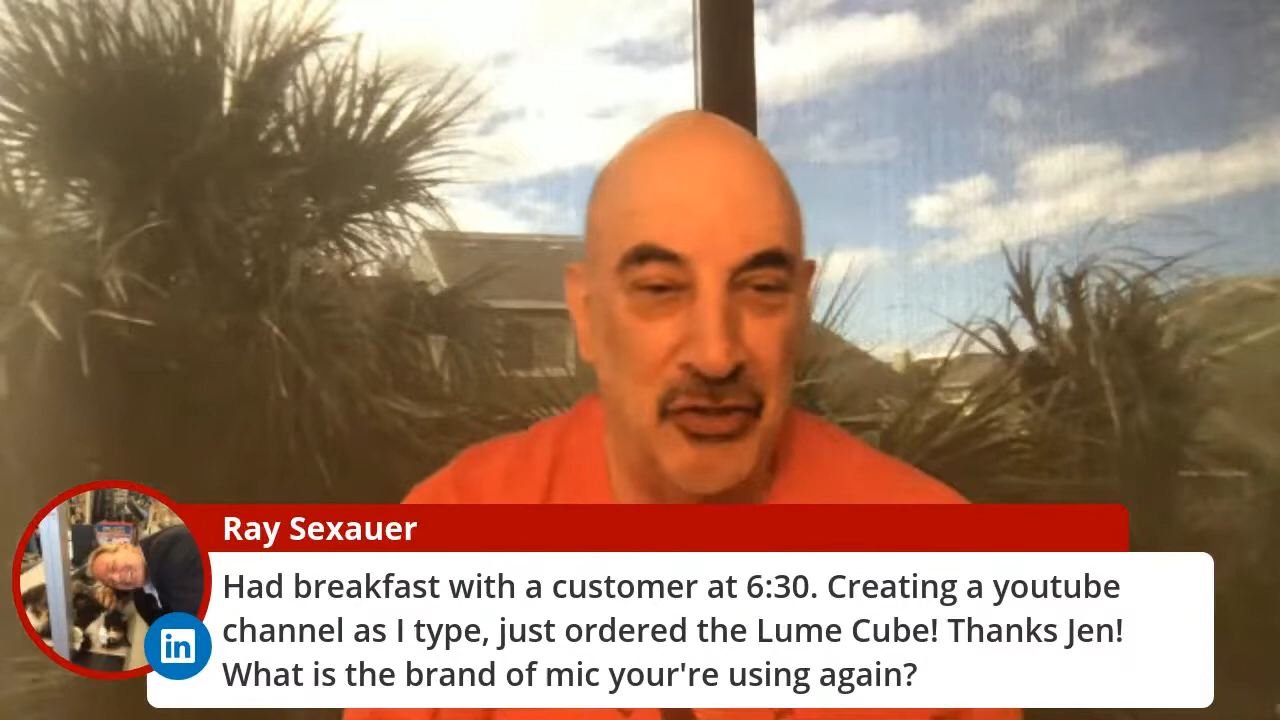 Ray Sexauer
Had breakfast with a customer at 6:30. Creating a youtube
channel as I type, just ordered the Lume Cube! Thanks Jen!
What is the brand of mic your're using again?
in